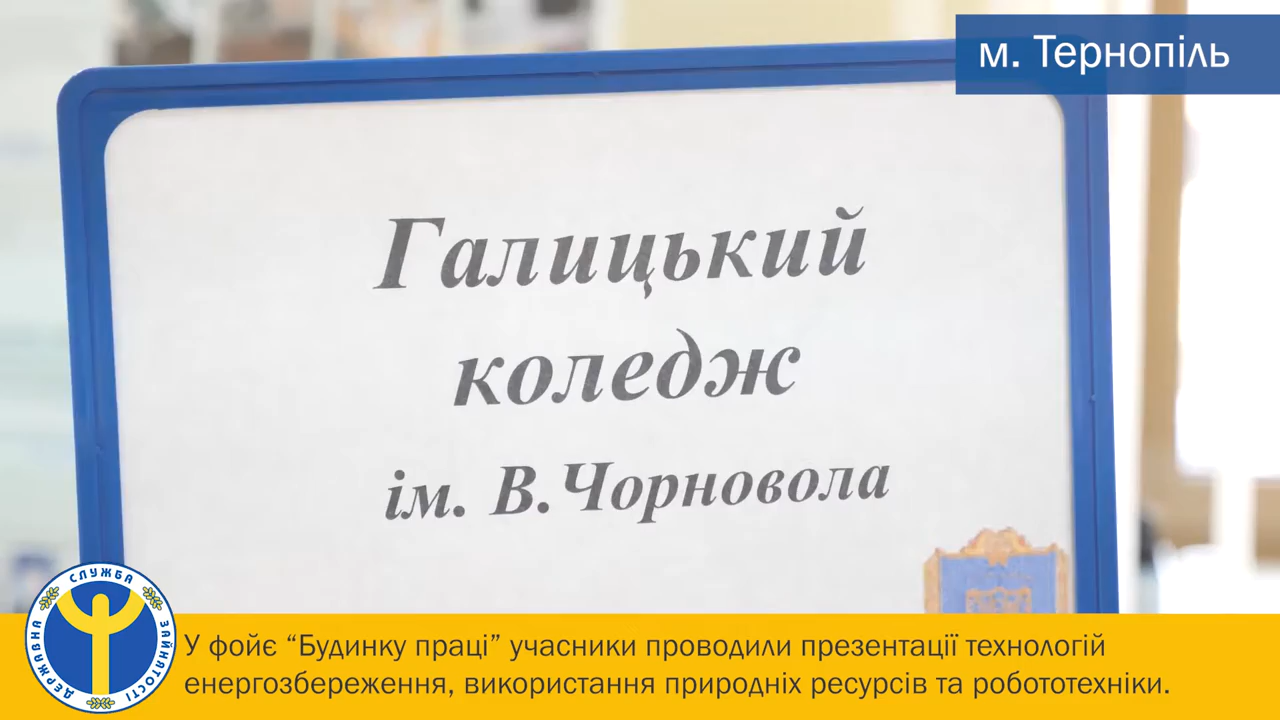 м. Тернопіль
Галицький
коледж
ім. В.Чорновола
ДЕРЖАВНА СЛУЖБА ЗАЙНЯТОСТІ
У фойє “Будинку праці” учасники проводили презентації технологій
енергозбереження, використання природніх ресурсів та робототехніки.